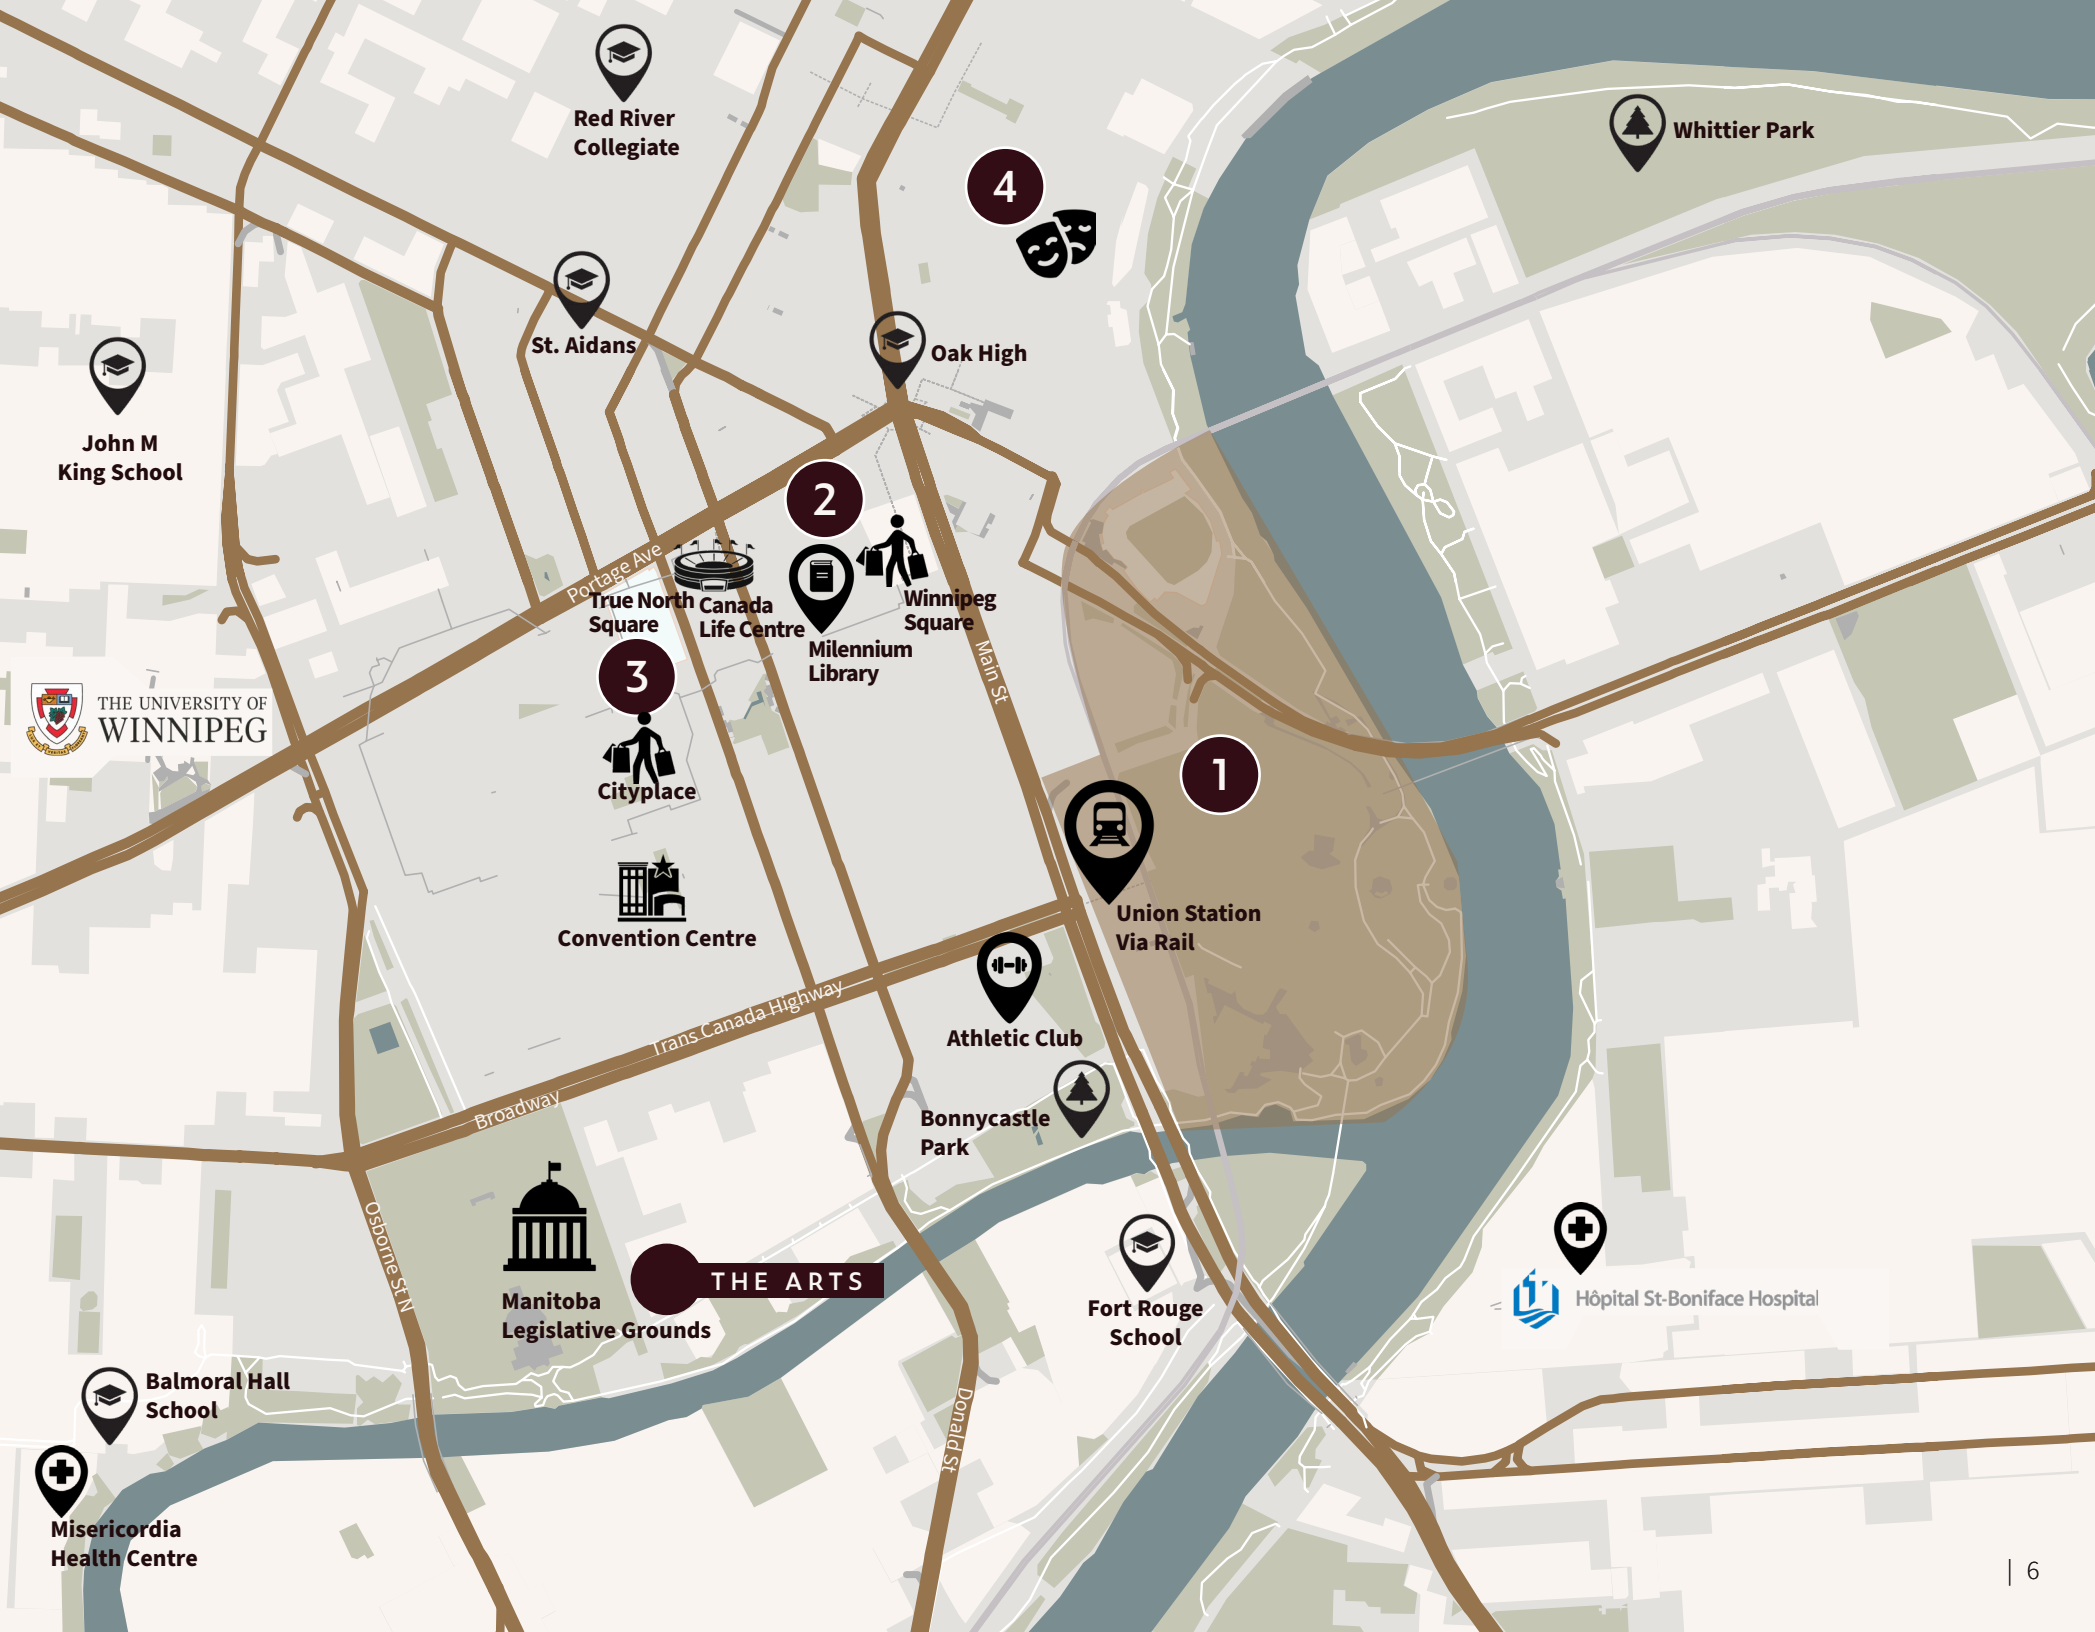 Red River
Collegiate
4
Whittier Park
St. Aidans
Oak High
John M
King School
2
Portage Ave
True North
Square
Canada
Life Centre
Winnipeg
Square
Milennium
Library
Main St
3
THE UNIVERSITY OF
WINNIPEG
Cityplace
1
Union Station
Via Rail
Convention Centre
Trans Canada Highway
Athletic Club
Broadway
Bonnycastle
Park
Osborne St N
THE ARTS
Manitoba
Legislative Grounds
Fort Rouge
School
Hôpital St-Boniface Hospital
Balmoral Hall
School
Donald St
Misericordia
Health Centre
| 6